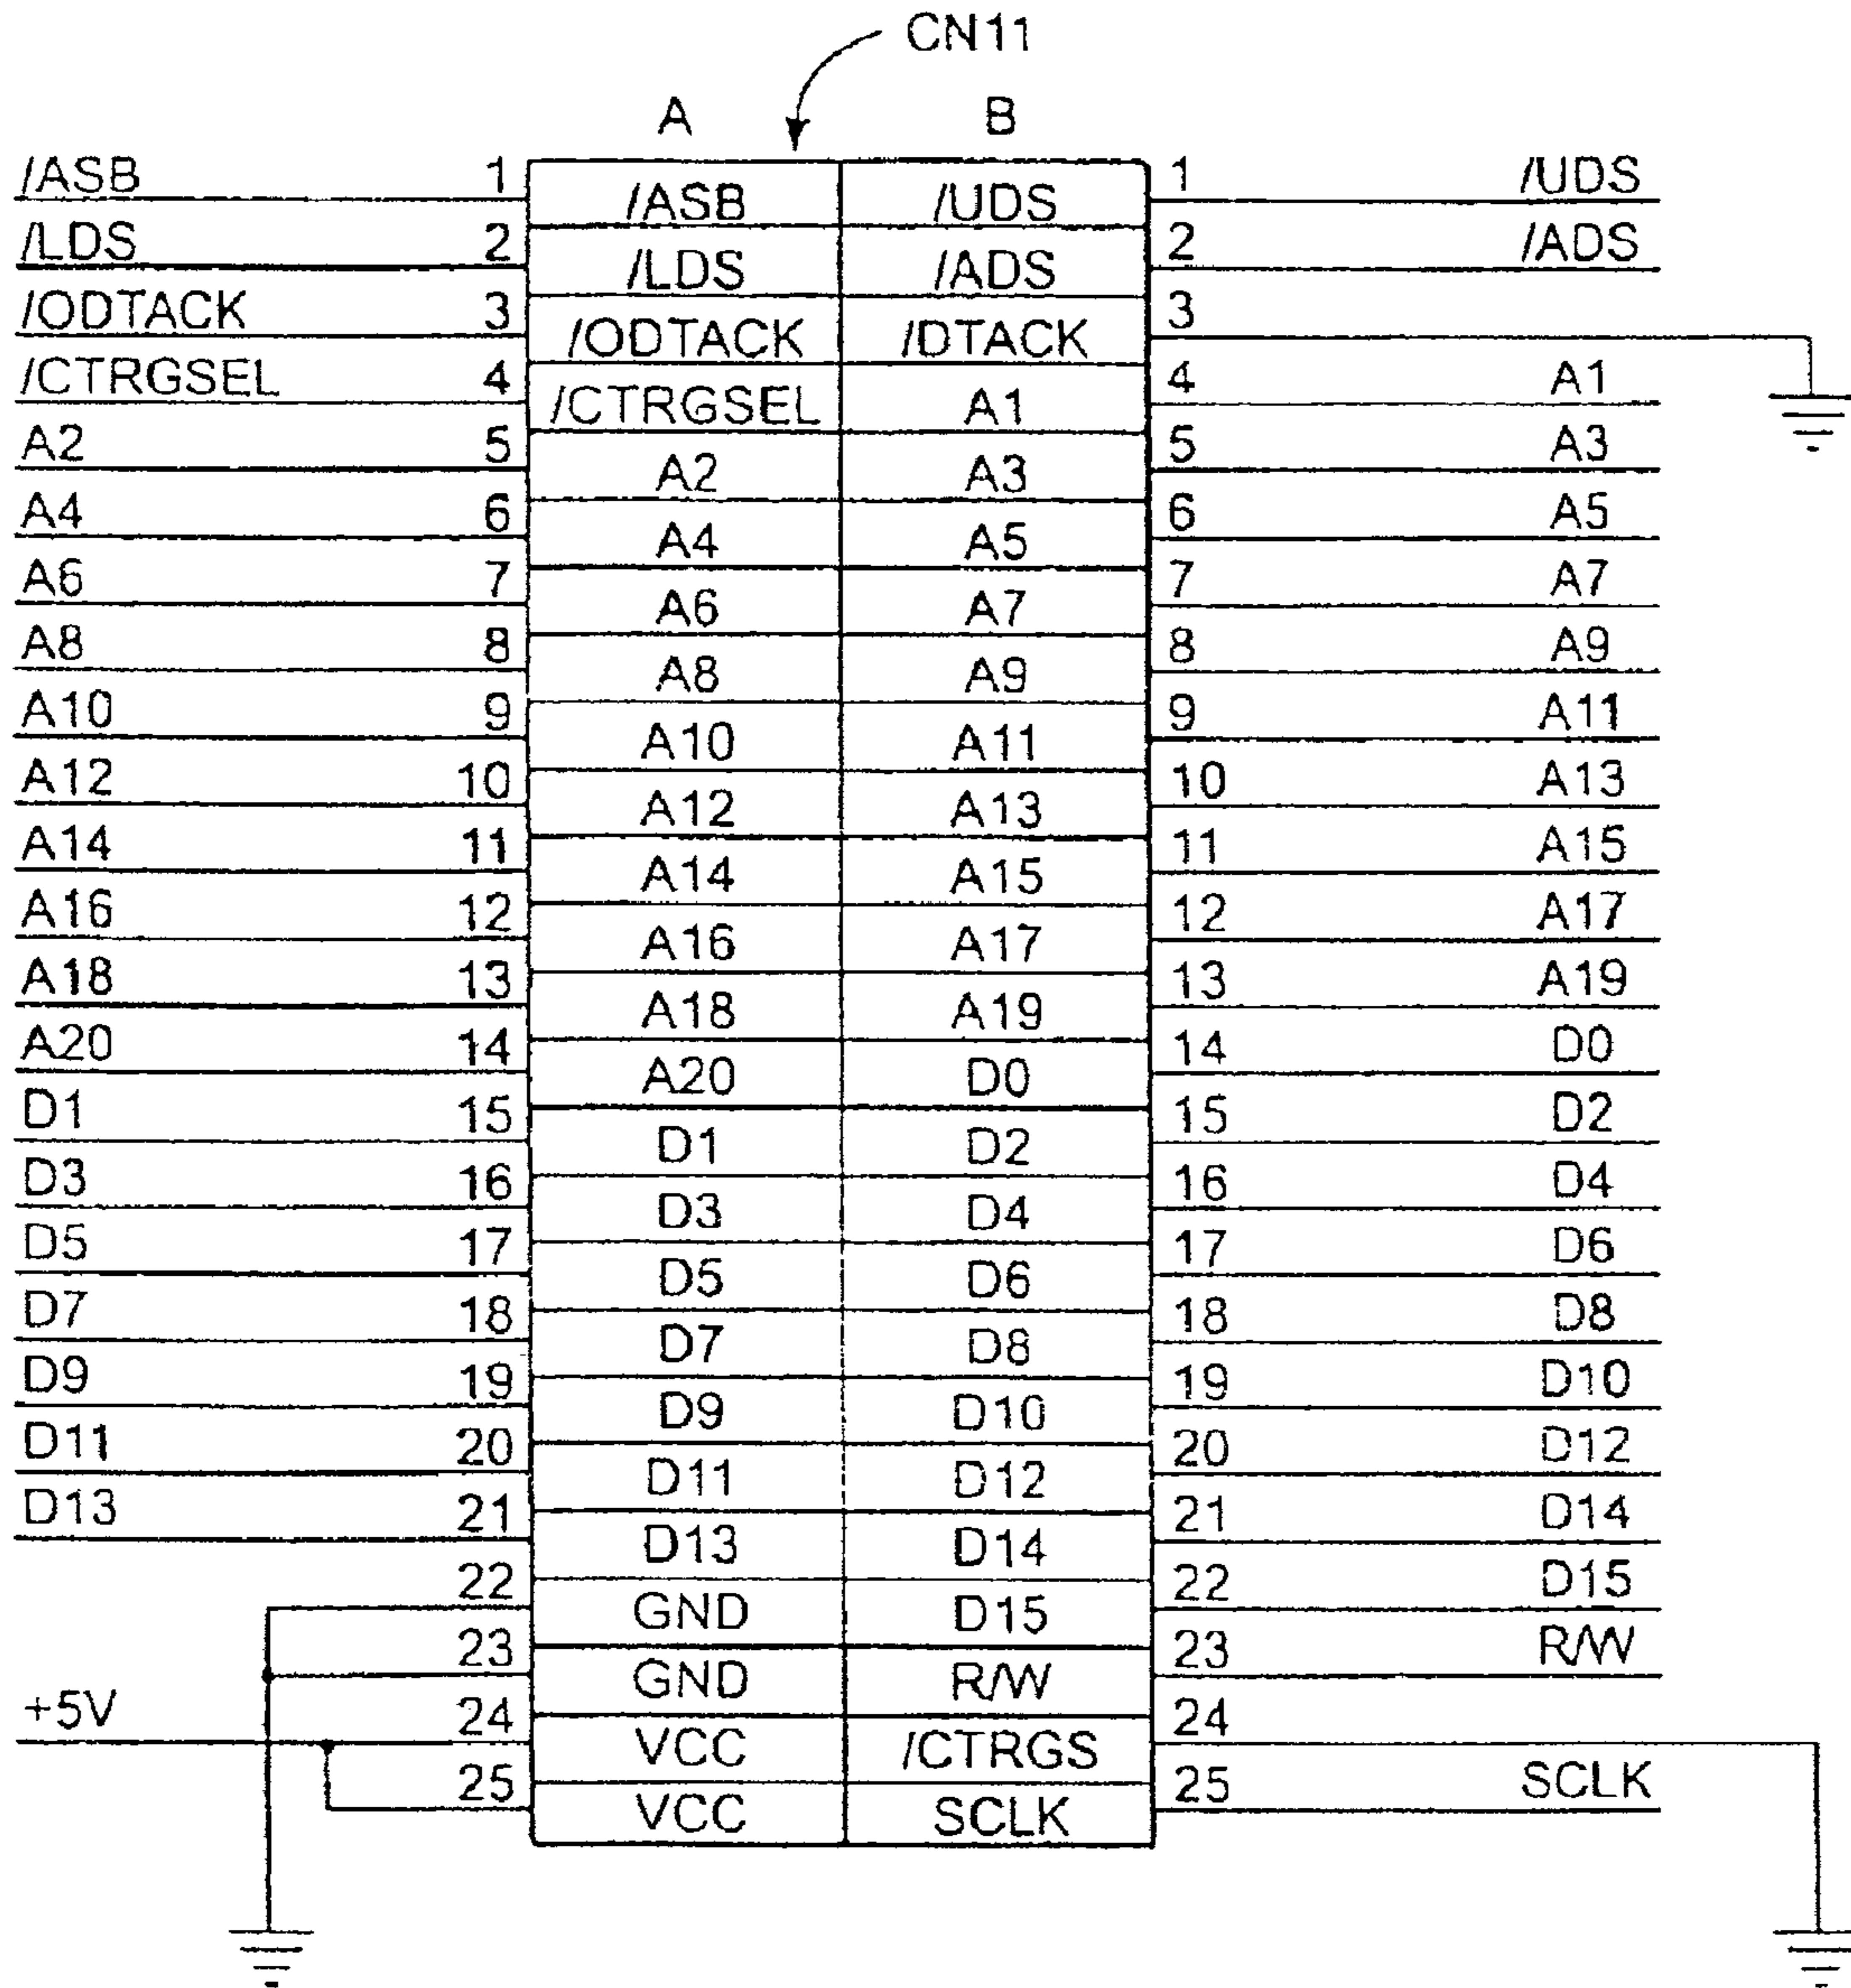 CN11
A B
/ASB 1 /ASB /UDS 1 /UDS
/LDS 2 /LDS /ADS 2 /ADS
/ODTACK 3 /ODTACK /DTACK 3
/CTRGSEL 4 /CTRGSEL A1 4 A1
A2 5 A2 A3 5 A3
A4 6 A4 A5 6 A5
A6 7 A6 A7 7 A7
A8 8 A8 A9 8 A9
A10 9 A10 A11 9 A11
A12 10 A12 A13 10 A13
A14 11 A14 A15 11 A15
A16 12 A16 A17 12 A17
A18 13 A18 A19 13 A19
A20 14 A20 D0 14 D0
D1 15 D1 D2 15 D2
D3 16 D3 D4 16 D4
D5 17 D5 D6 17 D6
D7 18 D7 D8 18 D8
D9 19 D9 D10 19 D10
D11 20 D11 D12 20 D12
D13 21 D13 D14 21 D14
22 GND D15 22 D15
23 GND R/W 23 R/W
+5V 24 VCC /CTRGS 24
25 VCC SCLK 25 SCLK